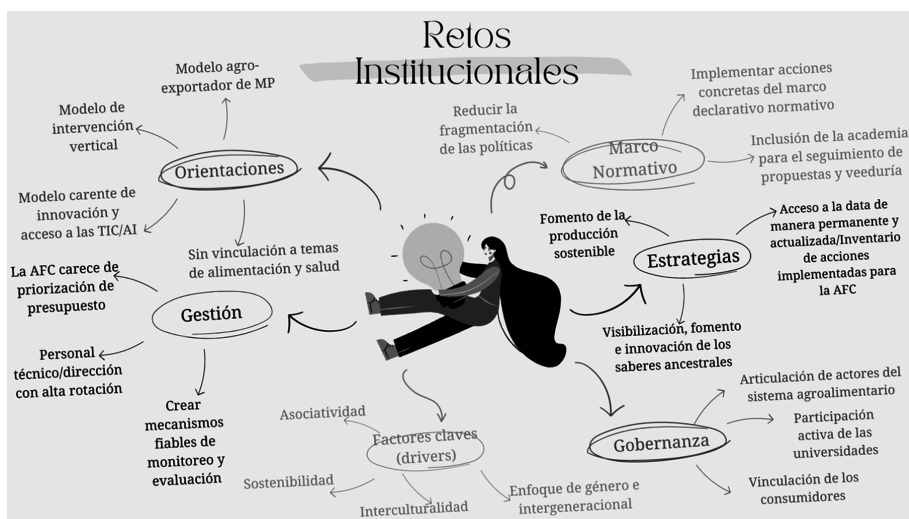 Retos
Institucionales
Modelo agro-
exportador de MP
Modelo de
intervención
vertical
Orientaciones
Modelo carente de
innovación y
acceso a las TIC/AI
Sin vinculación a temas
de alimentación y salud
Reducir la
fragmentación
de las políticas
Implementar acciones
concretas del marco
declarativo normativo
Marco
Normativo
Inclusión de la academia
para el seguimiento de
propuestas y veeduría
Fomento de la
producción
sostenible
Acceso a la data de
manera permanente y
actualizada/Inventario
de acciones
implementadas para
la AFC
Estrategias
Visibilización, fomento
e innovación de los
saberes ancestrales
La AFC carece de
priorización de
presupuesto
Gestión
Personal
técnico/dirección
con alta rotación
Crear
mecanismos
fiables de
monitoreo y
evaluación
Asociatividad
Factores claves
(drivers)
Sostenibilidad
Interculturalidad
Enfoque de género e
intergeneracional
Gobernanza
Articulación de actores del
sistema agroalimentario
Participación
activa de las
universidades
Vinculación de los
consumidores